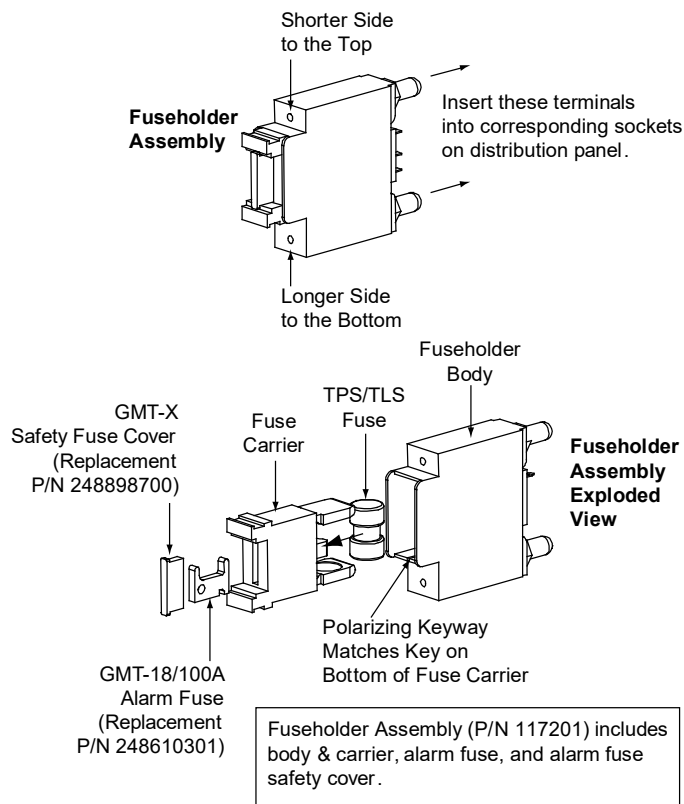 Shorter Side
to the Top
Fuseholder
Assembly
Insert these terminals
into corresponding sockets
on distribution panel.
Longer Side
to the Bottom
Fuseholder
Body
GMT-X
Safety Fuse Cover
(Replacement
P/N 248898700)
Fuse
Carrier
TPS/TLS
Fuse
Fuseholder
Assembly
Exploded
View
Polarizing Keyway
Matches Key on
Bottom of Fuse Carrier
GMT-18/100A
Alarm Fuse
(Replacement
P/N 248610301)
Fuseholder Assembly (P/N 117201) includes
body & carrier, alarm fuse, and alarm fuse
safety cover.